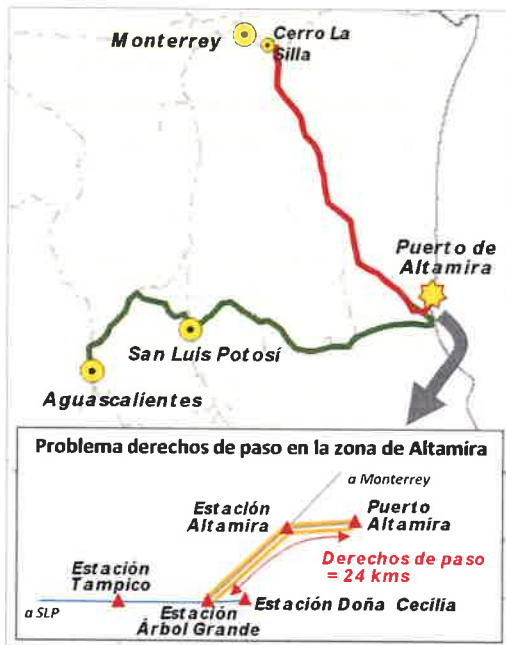 Monterrey
Cerro La
Silla
Puerto de
Altamira
San Luis Potosí
Aguascalientes
Problema derechos de paso en la zona de Altamira
a Monterrey
Estación
Altamira
Puerto
Altamira
Derechos de paso
= 24 kms
Estación
Tampico
a SLP
Estación
Árbol Grande
Estación Doña Cecilia